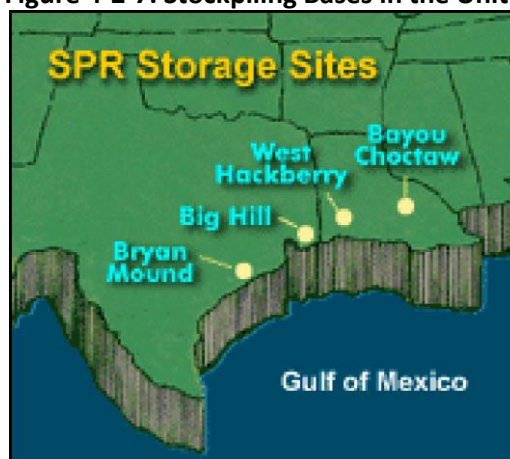 SPR Storage Sites
Bayou
Choctaw
West
Hackberry
Big Hill
Bryan
Mound
Gulf of Mexico